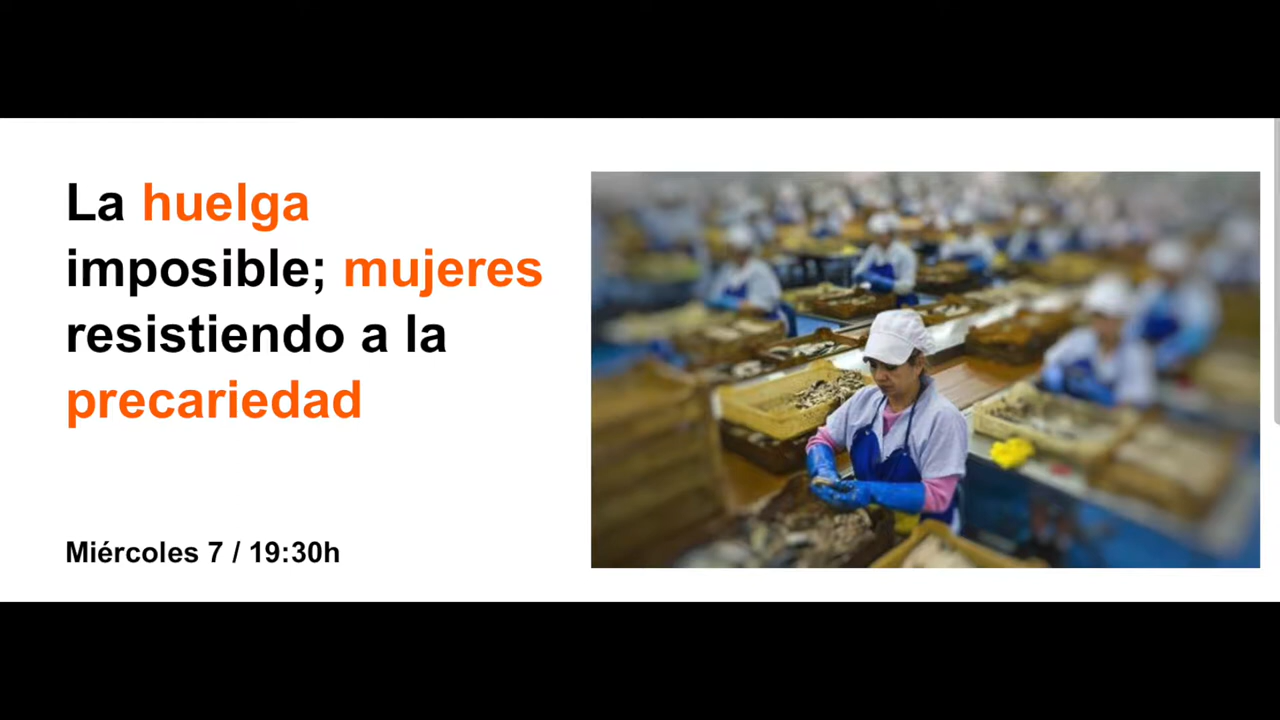 La huelga
imposible; mujeres
resistiendo a la
precariedad
Miércoles 7 / 19:30h